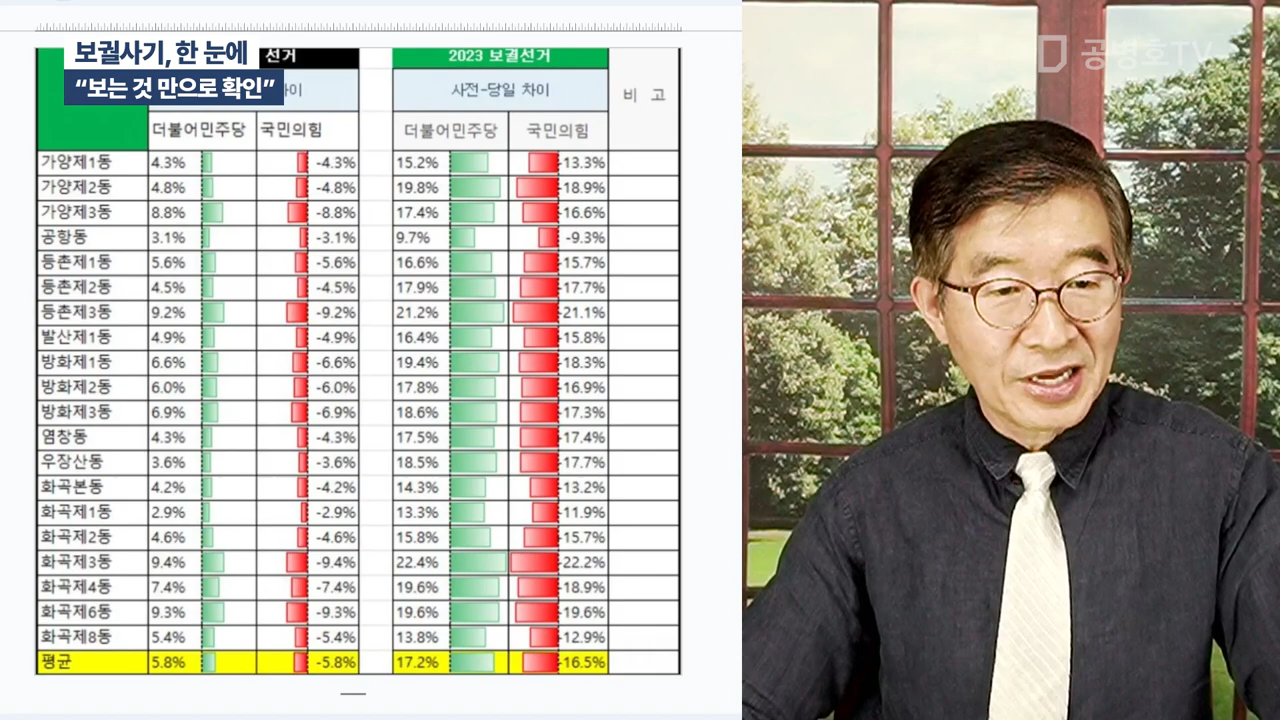 보궐사기, 한 눈에
“보는 것 만으로 확인”
공병호TV
선거 2023 보궐선거
차이 사전-당일 차이 비 고
더불어민주당 국민의힘 더불어민주당 국민의힘
가양제1동 4.3% -4.3% 15.2% -13.3%
가양제2동 4.8% -4.8% 19.8% -18.9%
가양제3동 8.8% -8.8% 17.4% -16.6%
공항동 3.1% -3.1% 9.7% -9.3%
등촌제1동 5.6% -5.6% 16.6% -15.7%
등촌제2동 4.5% -4.5% 17.9% -17.7%
등촌제3동 9.2% -9.2% 21.2% -21.1%
발산제1동 4.9% -4.9% 16.4% -15.8%
방화제1동 6.6% -6.6% 19.4% -18.3%
방화제2동 6.0% -6.0% 17.8% -16.9%
방화제3동 6.9% -6.9% 18.6% -17.3%
염창동 4.3% -4.3% 17.5% -17.4%
우장산동 3.6% -3.6% 18.5% -17.7%
화곡본동 4.2% -4.2% 14.3% -13.2%
화곡제1동 2.9% -2.9% 13.3% -11.9%
화곡제2동 4.6% -4.6% 15.8% -15.7%
화곡제3동 9.4% -9.4% 22.4% -22.2%
화곡제4동 7.4% -7.4% 19.6% -18.9%
화곡제6동 9.3% -9.3% 19.6% -19.6%
화곡제8동 5.4% -5.4% 13.8% -12.9%
평균 5.8% -5.8% 17.2% -16.5%